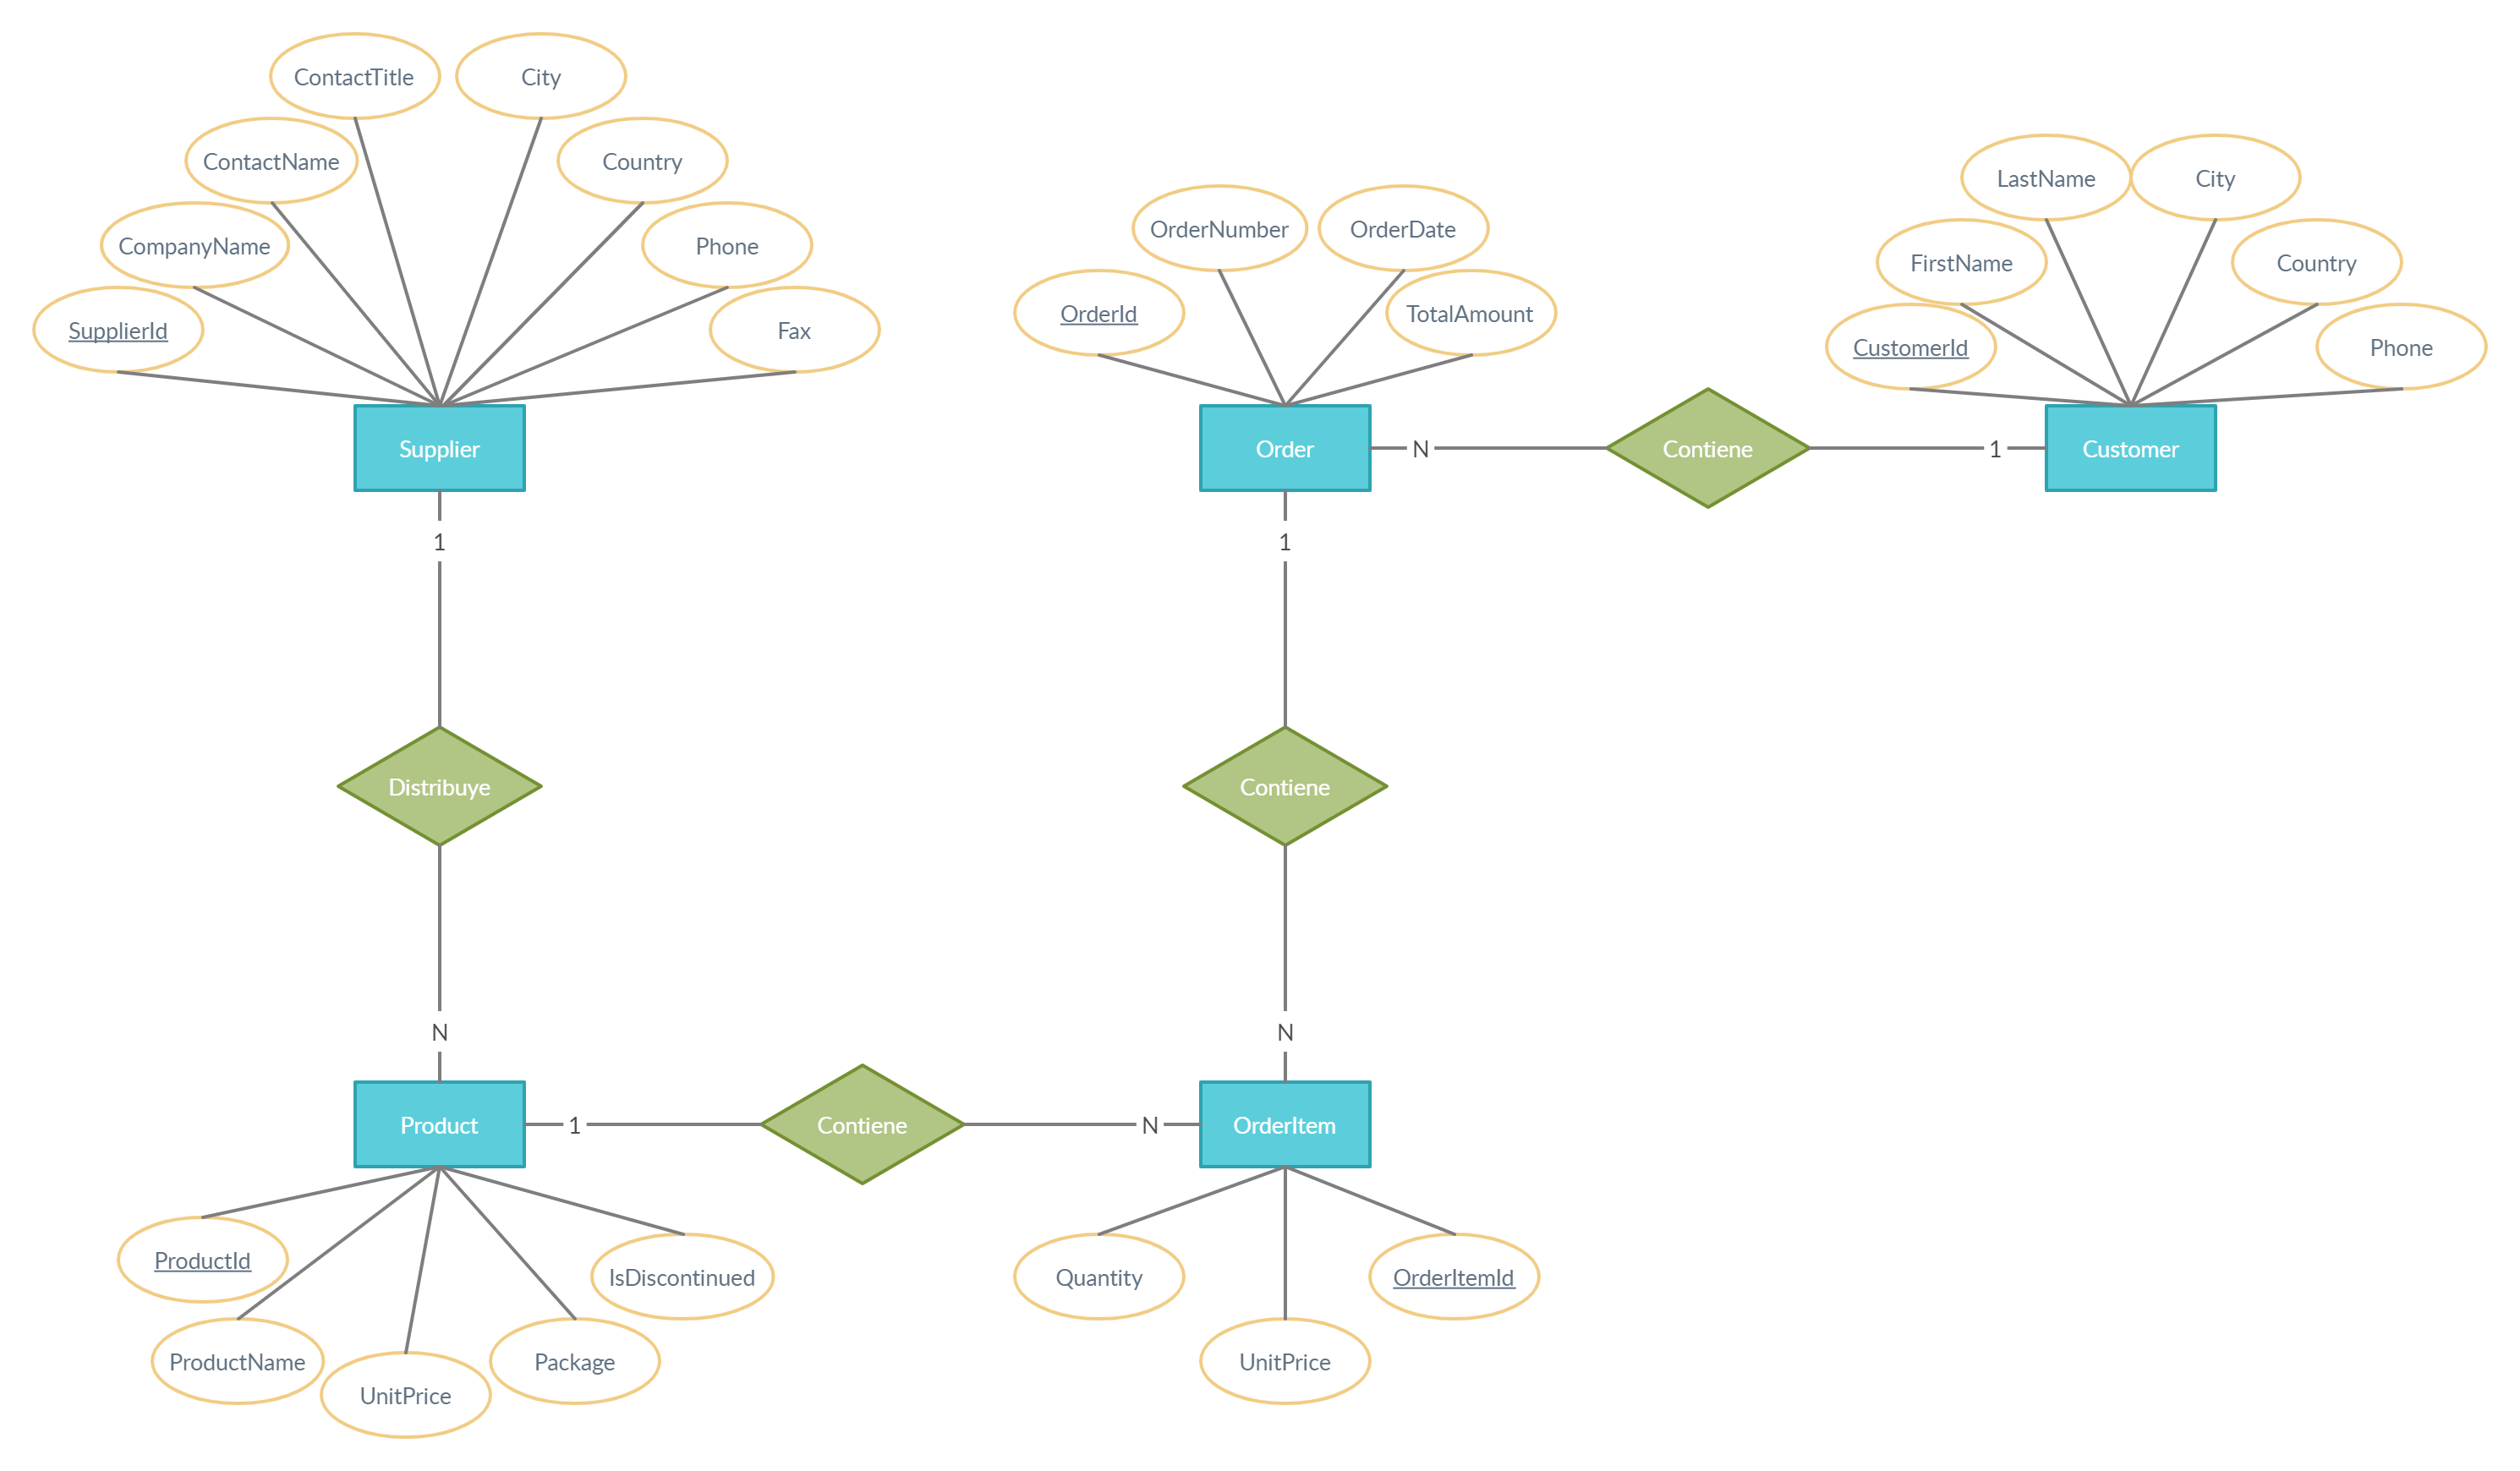 ContactTitle
City
ContactName
Country
CompanyName
Phone
SupplierId
Fax
Supplier
OrderNumber
OrderDate
OrderId
TotalAmount
Order
N
Contiene
1
LastName
City
FirstName
Country
CustomerId
Phone
Customer
1
1
Distribuye
Contiene
N
N
Product
1
Contiene
N
OrderItem
ProductId
IsDiscontinued
ProductName
UnitPrice
Package
Quantity
OrderItemId
UnitPrice